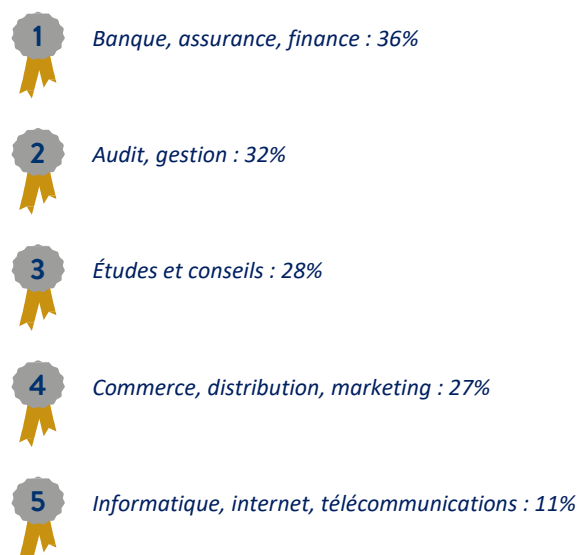 1 Banque, assurance, finance : 36%
2 Audit, gestion : 32%
3 Études et conseils : 28%
4 Commerce, distribution, marketing : 27%
5 Informatique, internet, télécommunications : 11%